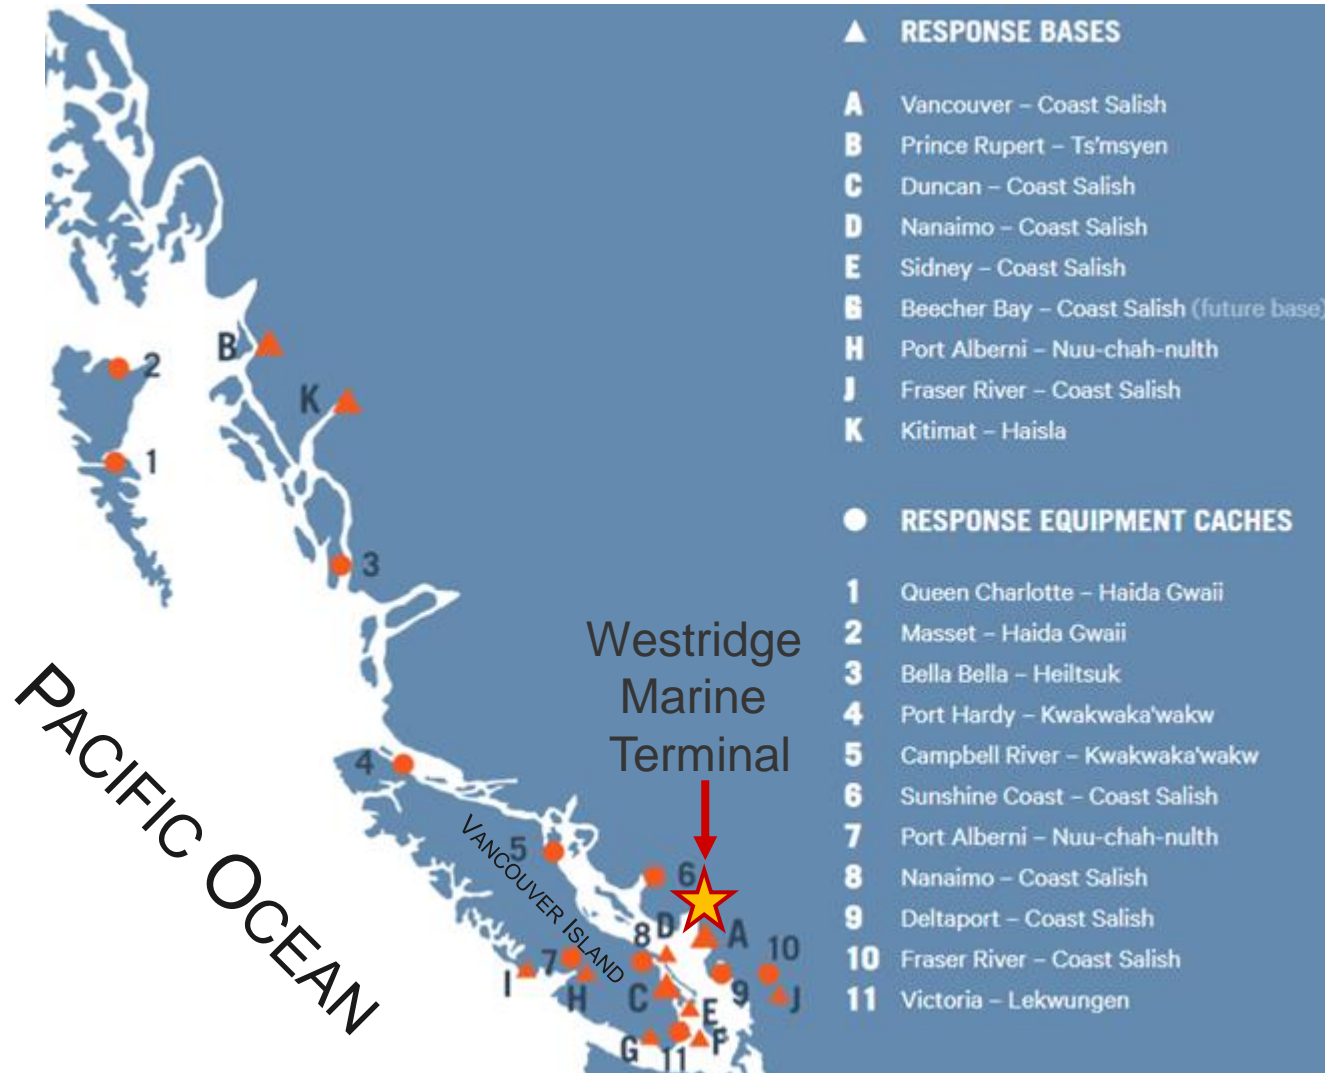 RESPONSE BASES
A Vancouver – Coast Salish
B Prince Rupert – Ts'msyen
C Duncan – Coast Salish
D Nanaimo – Coast Salish
E Sidney – Coast Salish
G Beecher Bay – Coast Salish (future base)
H Port Alberni – Nuu-chah-nulth
J Fraser River – Coast Salish
K Kitimat – Haisla
RESPONSE EQUIPMENT CACHES
1 Queen Charlotte – Haida Gwaii
2 Masset – Haida Gwaii
3 Bella Bella – Heiltsuk
4 Port Hardy – Kwakwaka'wakw
5 Campbell River – Kwakwaka'wakw
6 Sunshine Coast – Coast Salish
7 Port Alberni – Nuu-chah-nulth
8 Nanaimo – Coast Salish
9 Deltaport – Coast Salish
10 Fraser River – Coast Salish
11 Victoria – Lekwungen
B
2
K
1
3
Westridge
Marine
Terminal
PACIFIC OCEAN
4
VANCOUVER ISLAND
5
6
8
D
A
10
7
I
H
C
9
J
E
F
G
11